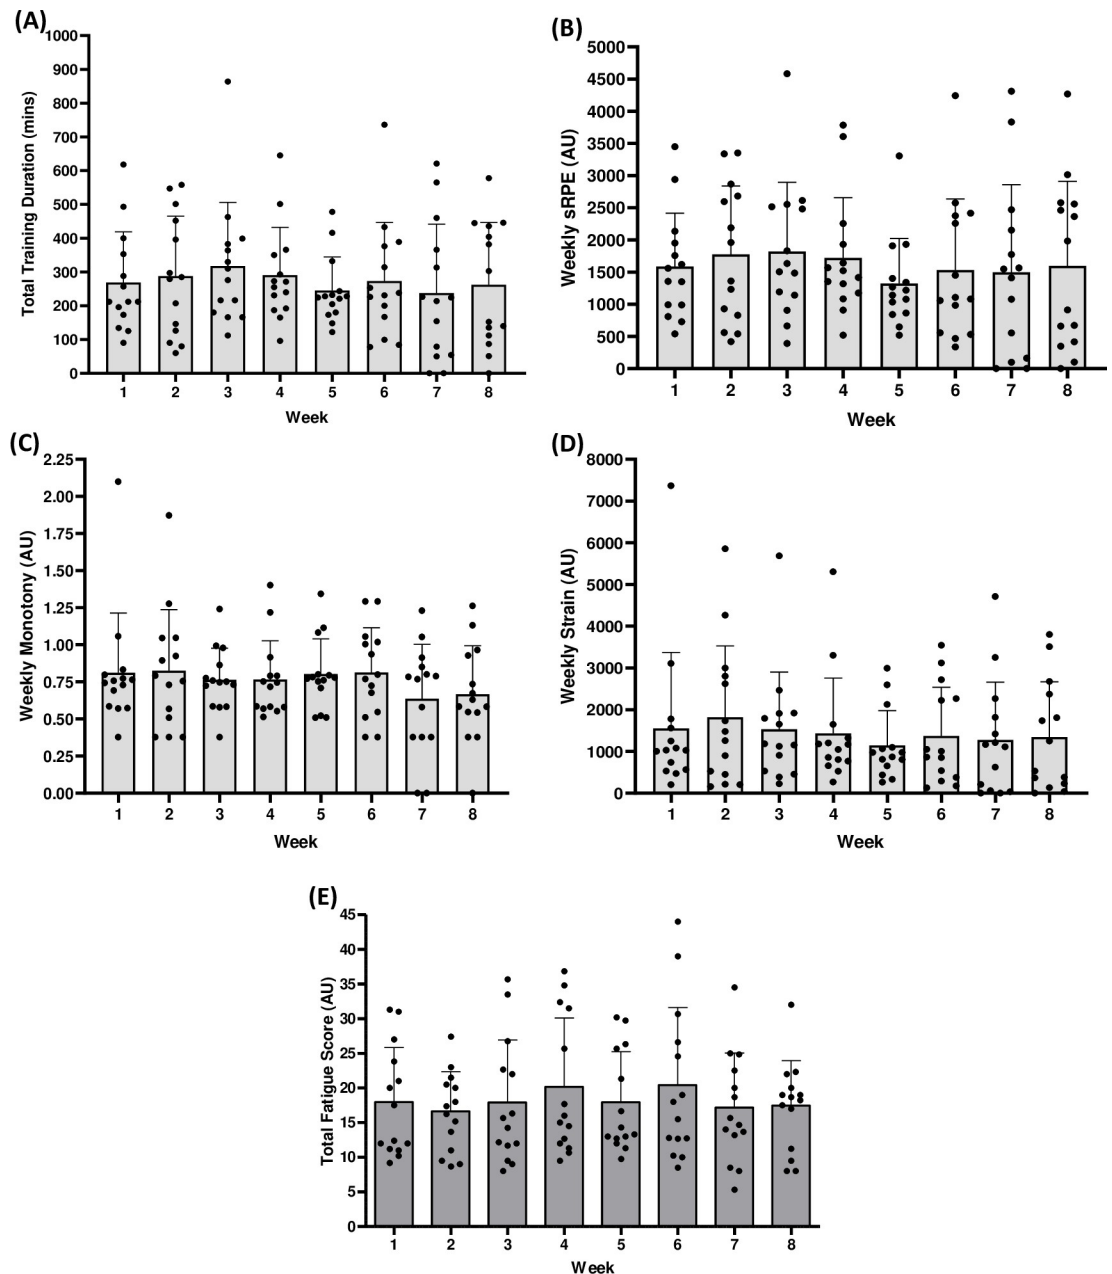 (A)
Total Training Duration (mins)
1000
900
800
700
600
500
400
300
200
100
0
1 2 3 4 5 6 7 8
Week
(B)
Weekly sRPE (AU)
5000
4500
4000
3500
3000
2500
2000
1500
1000
500
0
1 2 3 4 5 6 7 8
Week
(C)
Weekly Monotony (AU)
2.25
2.00
1.75
1.50
1.25
1.00
0.75
0.50
0.25
0.00
1 2 3 4 5 6 7 8
Week
(D)
Weekly Strain (AU)
8000
7000
6000
5000
4000
3000
2000
1000
0
1 2 3 4 5 6 7 8
Week
(E)
Total Fatigue Score (AU)
45
40
35
30
25
20
15
10
5
0
1 2 3 4 5 6 7 8
Week